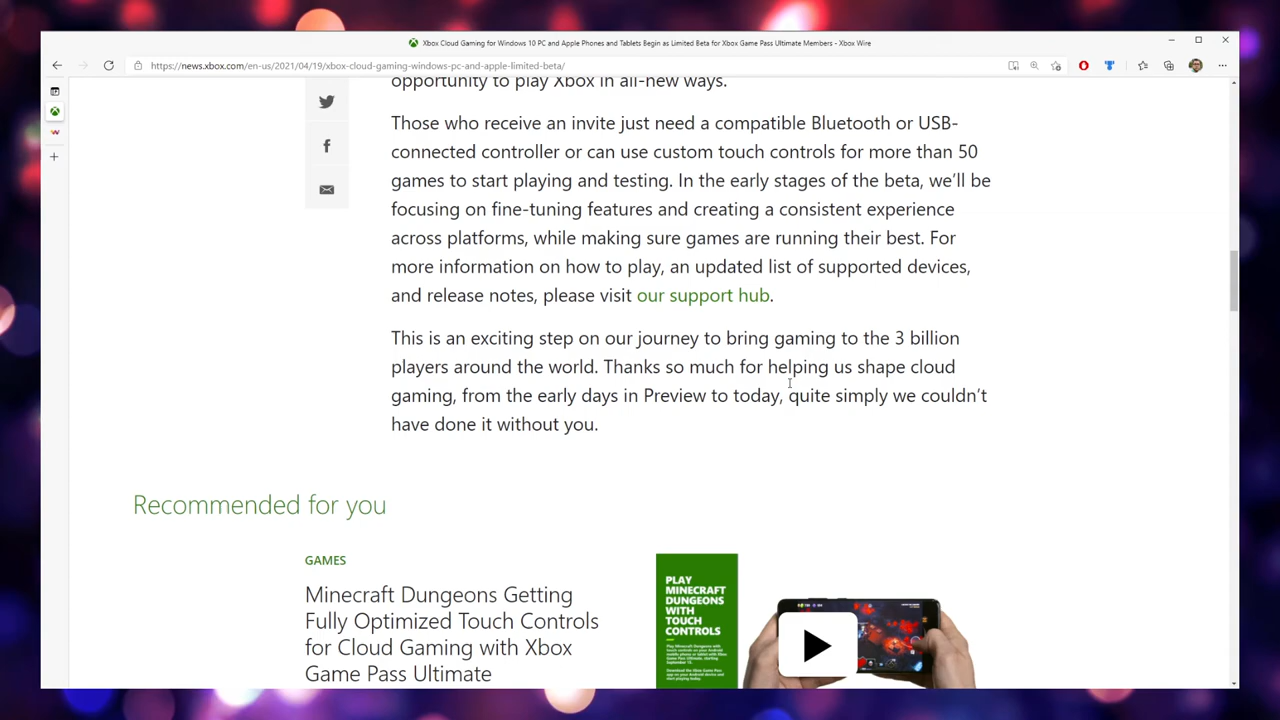 Xbox Cloud Gaming for Windows 10 PC and Apple Phones and Tablets Begin as Limited Beta for Xbox Game Pass Ultimate Members - Xbox Wire
https://news.xbox.com/en-us/2021/04/19/xbox-cloud-gaming-windows-pc-and-apple-limited-beta/
opportunity to play Xbox in all-new ways.
Those who receive an invite just need a compatible Bluetooth or USB-
connected controller or can use custom touch controls for more than 50
games to start playing and testing. In the early stages of the beta, we’ll be
focusing on fine-tuning features and creating a consistent experience
across platforms, while making sure games are running their best. For
more information on how to play, an updated list of supported devices,
and release notes, please visit our support hub.
This is an exciting step on our journey to bring gaming to the 3 billion
players around the world. Thanks so much for helping us shape cloud
gaming, from the early days in Preview to today, quite simply we couldn’t
have done it without you.
Recommended for you
GAMES
Minecraft Dungeons Getting
Fully Optimized Touch Controls
for Cloud Gaming with Xbox
Game Pass Ultimate
PLAY
MINECRAFT
DUNGEONS
WITH
TOUCH
CONTROLS